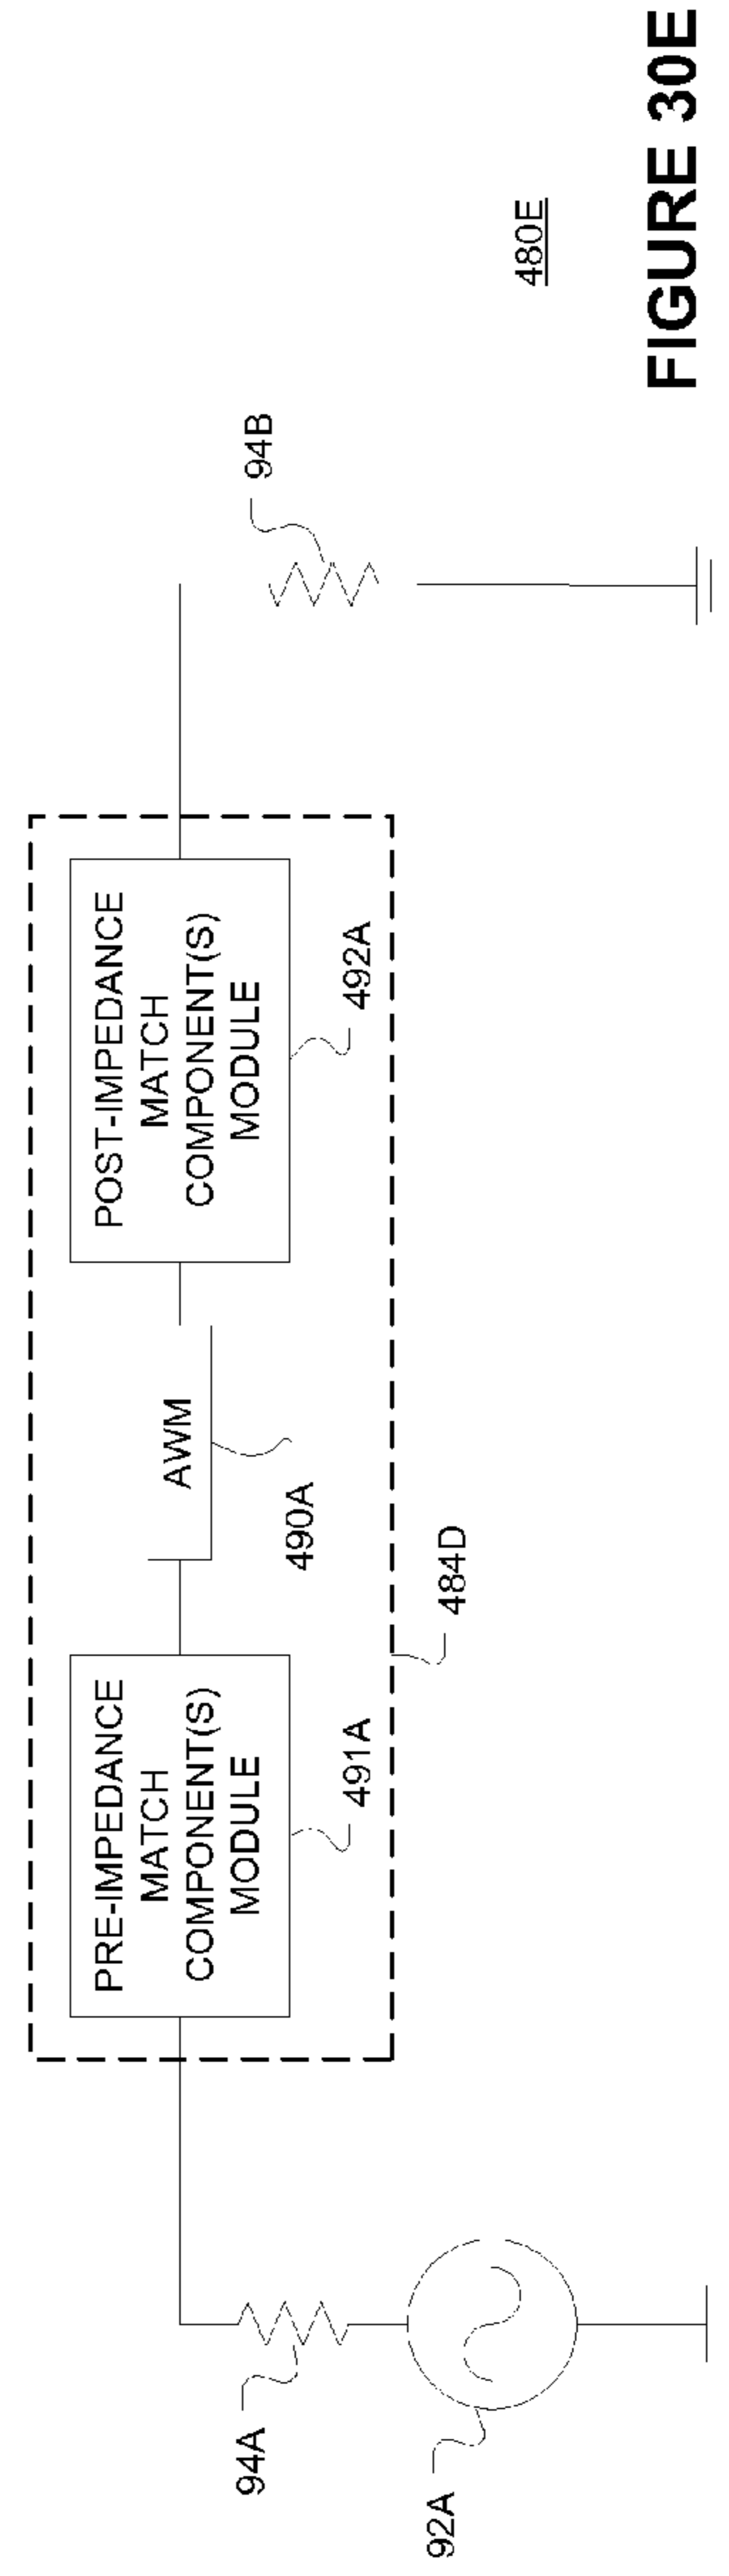 94A
92A
PRE-IMPEDANCE
MATCH
COMPONENT(S)
MODULE
491A
AWM
490A
484D
POST-IMPEDANCE
MATCH
COMPONENT(S)
MODULE
492A
94B
480E
FIGURE 30E